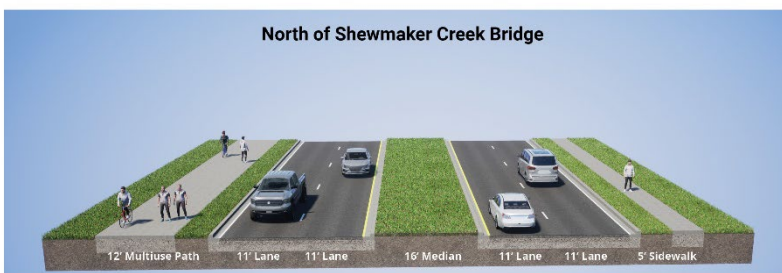 North of Shewmaker Creek Bridge
12' Multiuse Path 11' Lane 11' Lane 16' Median 11' Lane 11' Lane 5' Sidewalk